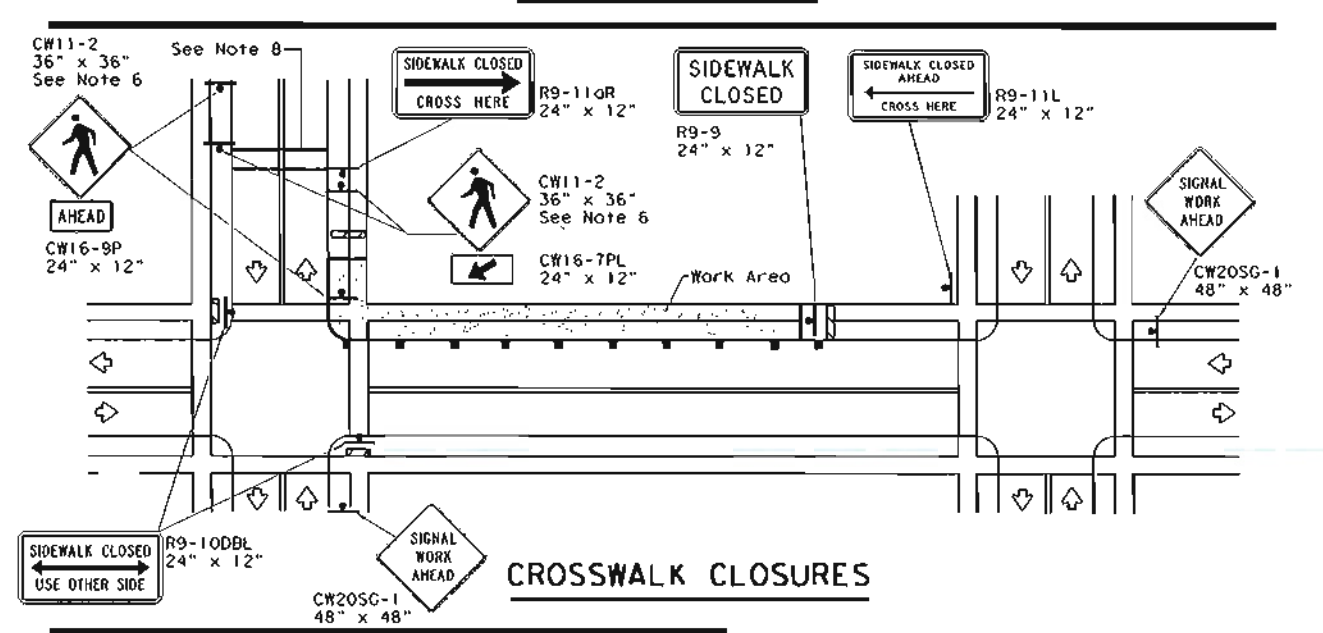 CW11-2
36" x 36"
See Note 6
See Note 8
AHEAD
CW16-9P
24" x 12"
SIDEWALK CLOSED
CROSS HERE
R9-11aR
24" x 12"
CW11-2
36" x 36"
See Note 6
CW16-7PL
24" x 12"
SIDEWALK
CLOSED
R9-9
24" x 12"
SIDEWALK CLOSED
AHEAD
CROSS HERE
R9-11L
24" x 12"
SIGNAL
WORK
AHEAD
CW20SG-1
48" x 48"
Work Area
SIDEWALK CLOSED
USE OTHER SIDE
R9-10DBL
24" x 12"
SIGNAL
WORK
AHEAD
CW20SG-1
48" x 48"
CROSSWALK CLOSURES